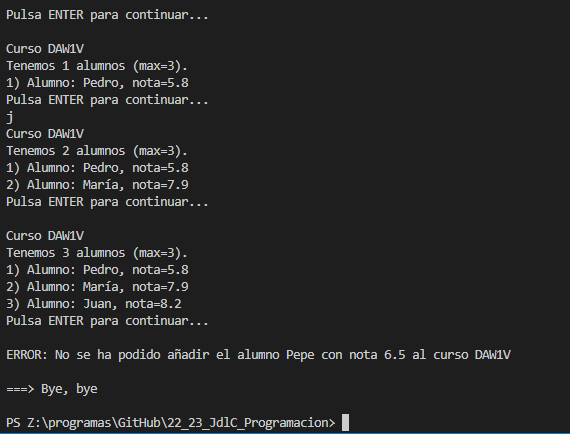 Pulsa ENTER para continuar...
Curso DAW1V
Tenemos 1 alumnos (max=3).
1) Alumno: Pedro, nota=5.8
Pulsa ENTER para continuar...
j
Curso DAW1V
Tenemos 2 alumnos (max=3).
1) Alumno: Pedro, nota=5.8
2) Alumno: María, nota=7.9
Pulsa ENTER para continuar...
Curso DAW1V
Tenemos 3 alumnos (max=3).
1) Alumno: Pedro, nota=5.8
2) Alumno: María, nota=7.9
3) Alumno: Juan, nota=8.2
Pulsa ENTER para continuar...
ERROR: No se ha podido añadir el alumno Pepe con nota 6.5 al curso DAW1V
===> Bye, bye
PS Z:\programas\GitHub\22_23_JdlC_Programacion>